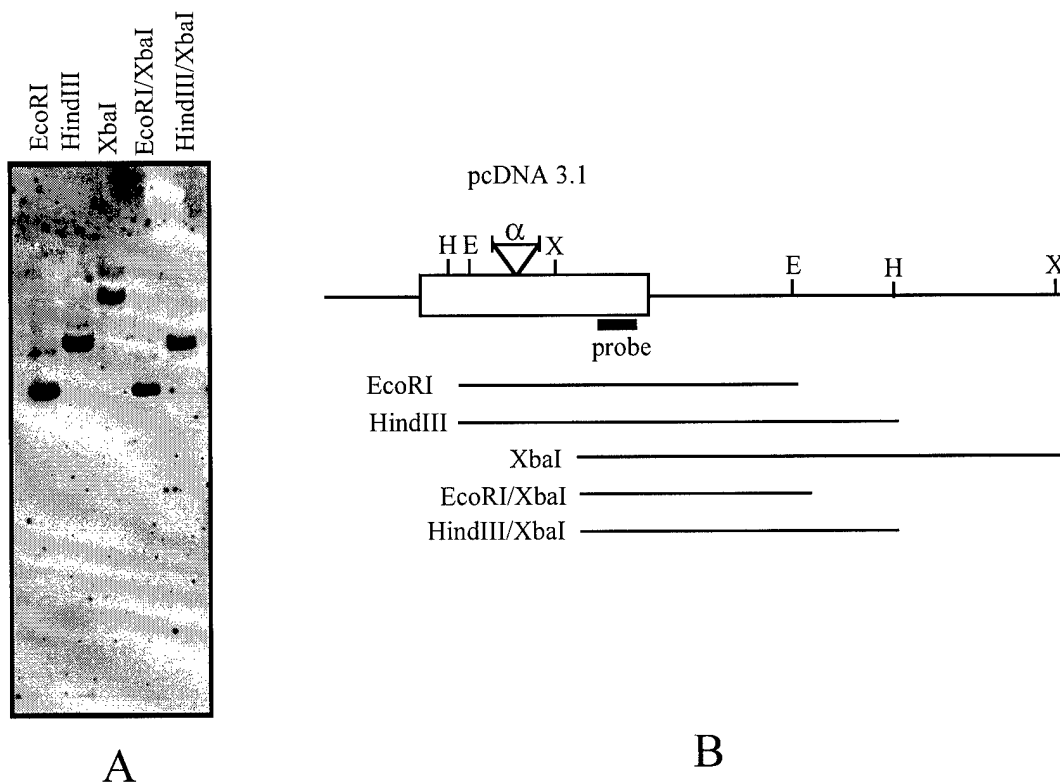 EcoRI
HindIII
XbaI
EcoRI/XbaI
HindIII/XbaI
pcDNA 3.1
α
H E X
E H X
probe
EcoRI
HindIII
XbaI
EcoRI/XbaI
HindIII/XbaI
A
B